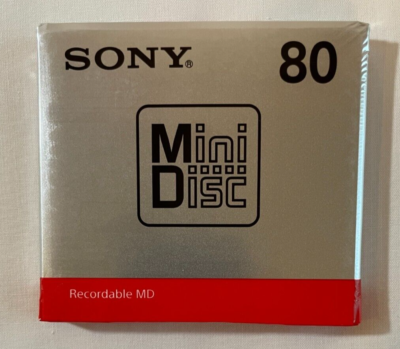 SONY® 80
Mini
Disc
Recordable MD